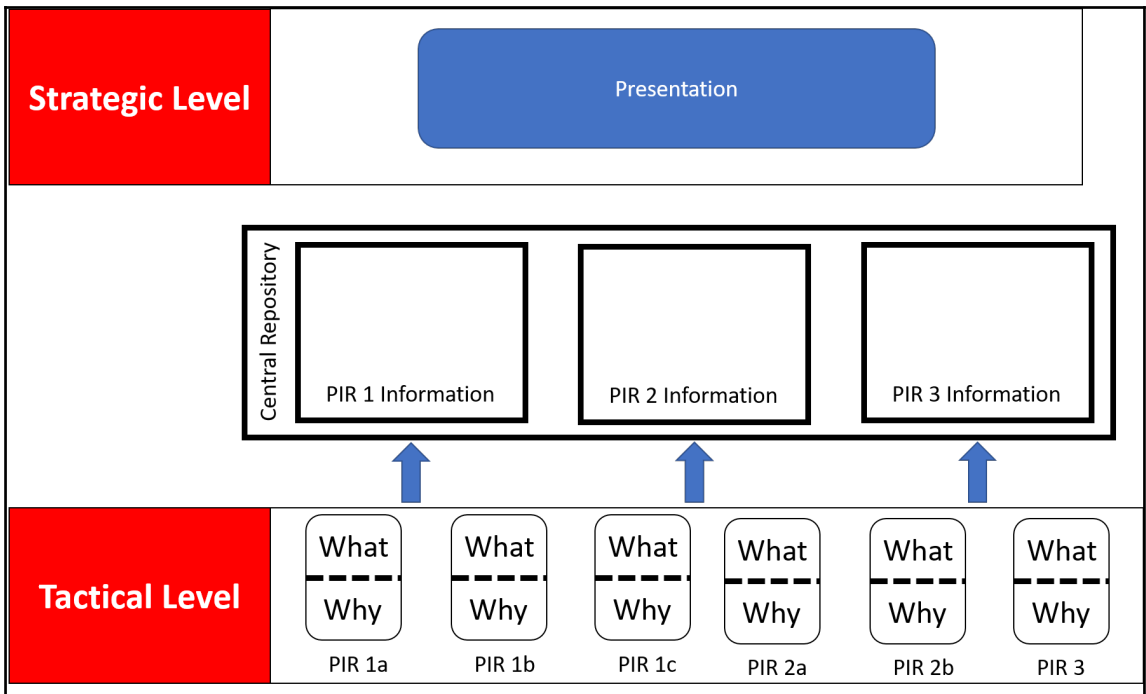 Strategic Level
Presentation
Central Repository
PIR 1 Information
PIR 2 Information
PIR 3 Information
Tactical Level
What
Why
PIR 1a
What
Why
PIR 1b
What
Why
PIR 1c
What
Why
PIR 2a
What
Why
PIR 2b
What
Why
PIR 3